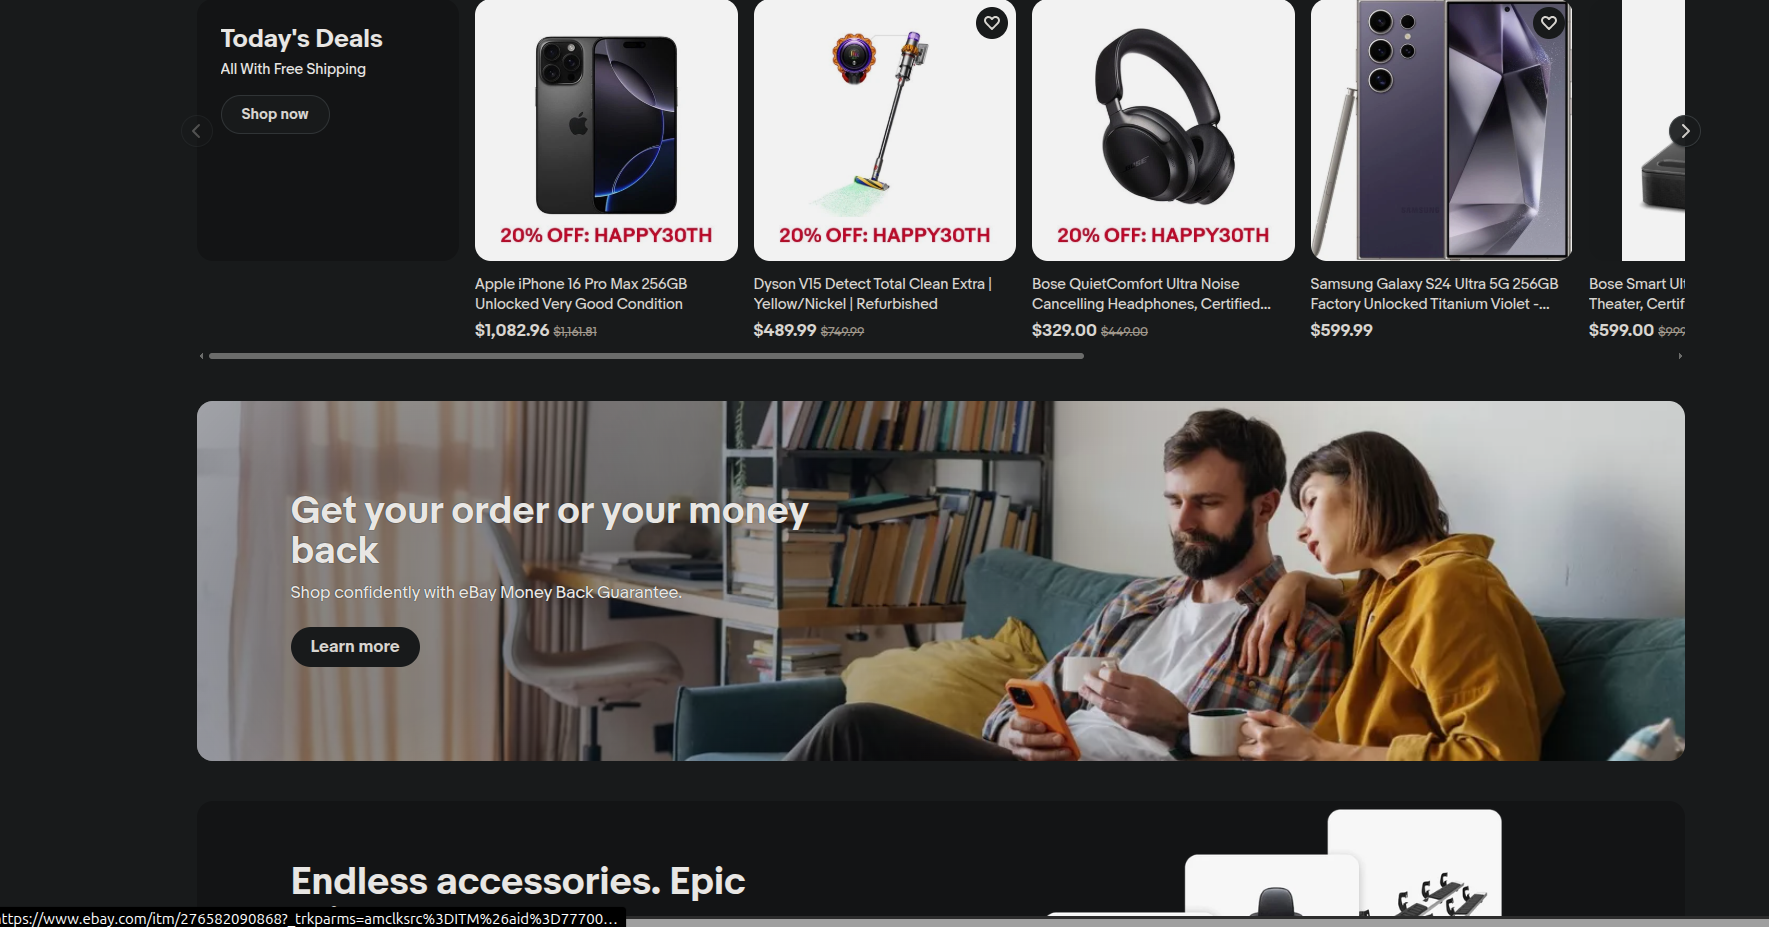 Today's Deals
All With Free Shipping
Shop now
20% OFF: HAPPY30TH
Apple iPhone 16 Pro Max 256GB
Unlocked Very Good Condition
$1,082.96 $1,161.81
20% OFF: HAPPY30TH
Dyson V15 Detect Total Clean Extra |
Yellow/Nickel | Refurbished
$489.99 $749.99
20% OFF: HAPPY30TH
Bose QuietComfort Ultra Noise
Cancelling Headphones, Certified...
$329.00 $449.00
Samsung Galaxy S24 Ultra 5G 256GB
Factory Unlocked Titanium Violet -...
$599.99
Bose Smart Ult
Theater, Certif
$599.00 $999
Get your order or your money
back
Shop confidently with eBay Money Back Guarantee.
Learn more
Endless accessories. Epic
ttps://www.ebay.com/itm/276582090868?_trkparms=amclksrc%3DITM%26aid%3D77700...